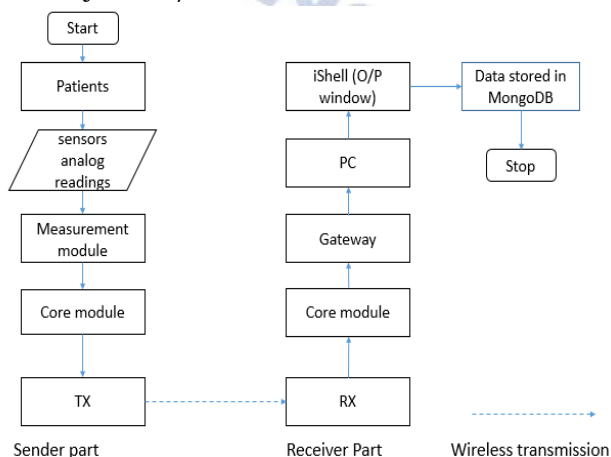 Start
Patients
sensors
analog
readings
Measurement
module
Core module
TX
Sender part
iShell (O/P
window)
PC
Gateway
Core module
RX
Receiver Part
Data stored in
MongoDB
Stop
Wireless transmission